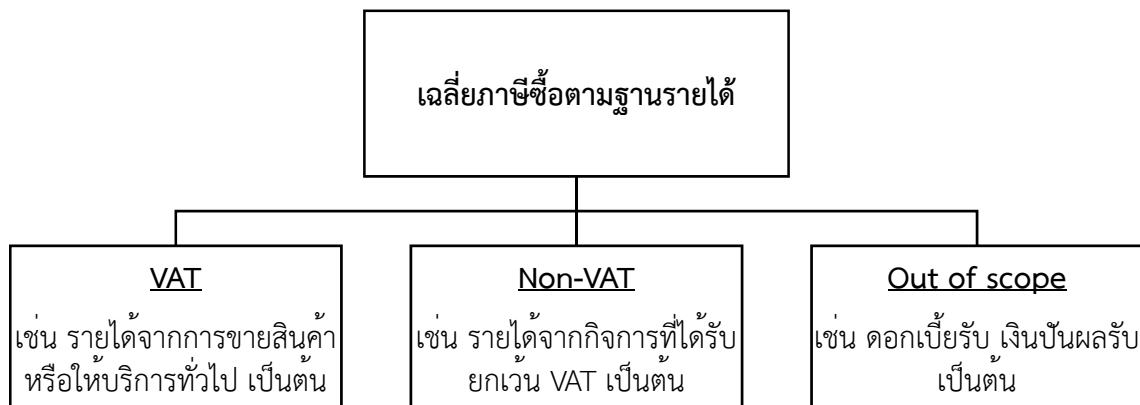 เฉลี่ยภาษีซื้อตามฐานรายได้
VAT
เช่น รายได้จากการขายสินค้า
หรือให้บริการทั่วไป เป็นต้น
Non-VAT
เช่น รายได้จากกิจการที่ได้รับ
ยกเว้น VAT เป็นต้น
Out of scope
เช่น ดอกเบี้ยรับ เงินปันผลรับ
เป็นต้น